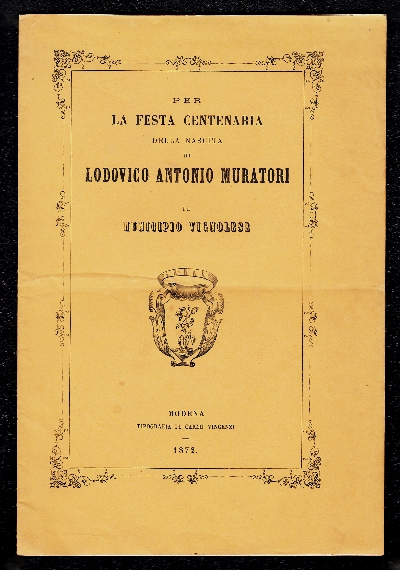 PER
LA FESTA CENTENARIA
DELLA NASCITA
DI
LODOVICO ANTONIO MURATORI
IL
MUNICIPIO VIGNOLESE
MODENA
TIPOGRAFIA DI CARLO VINCENZI
1872.